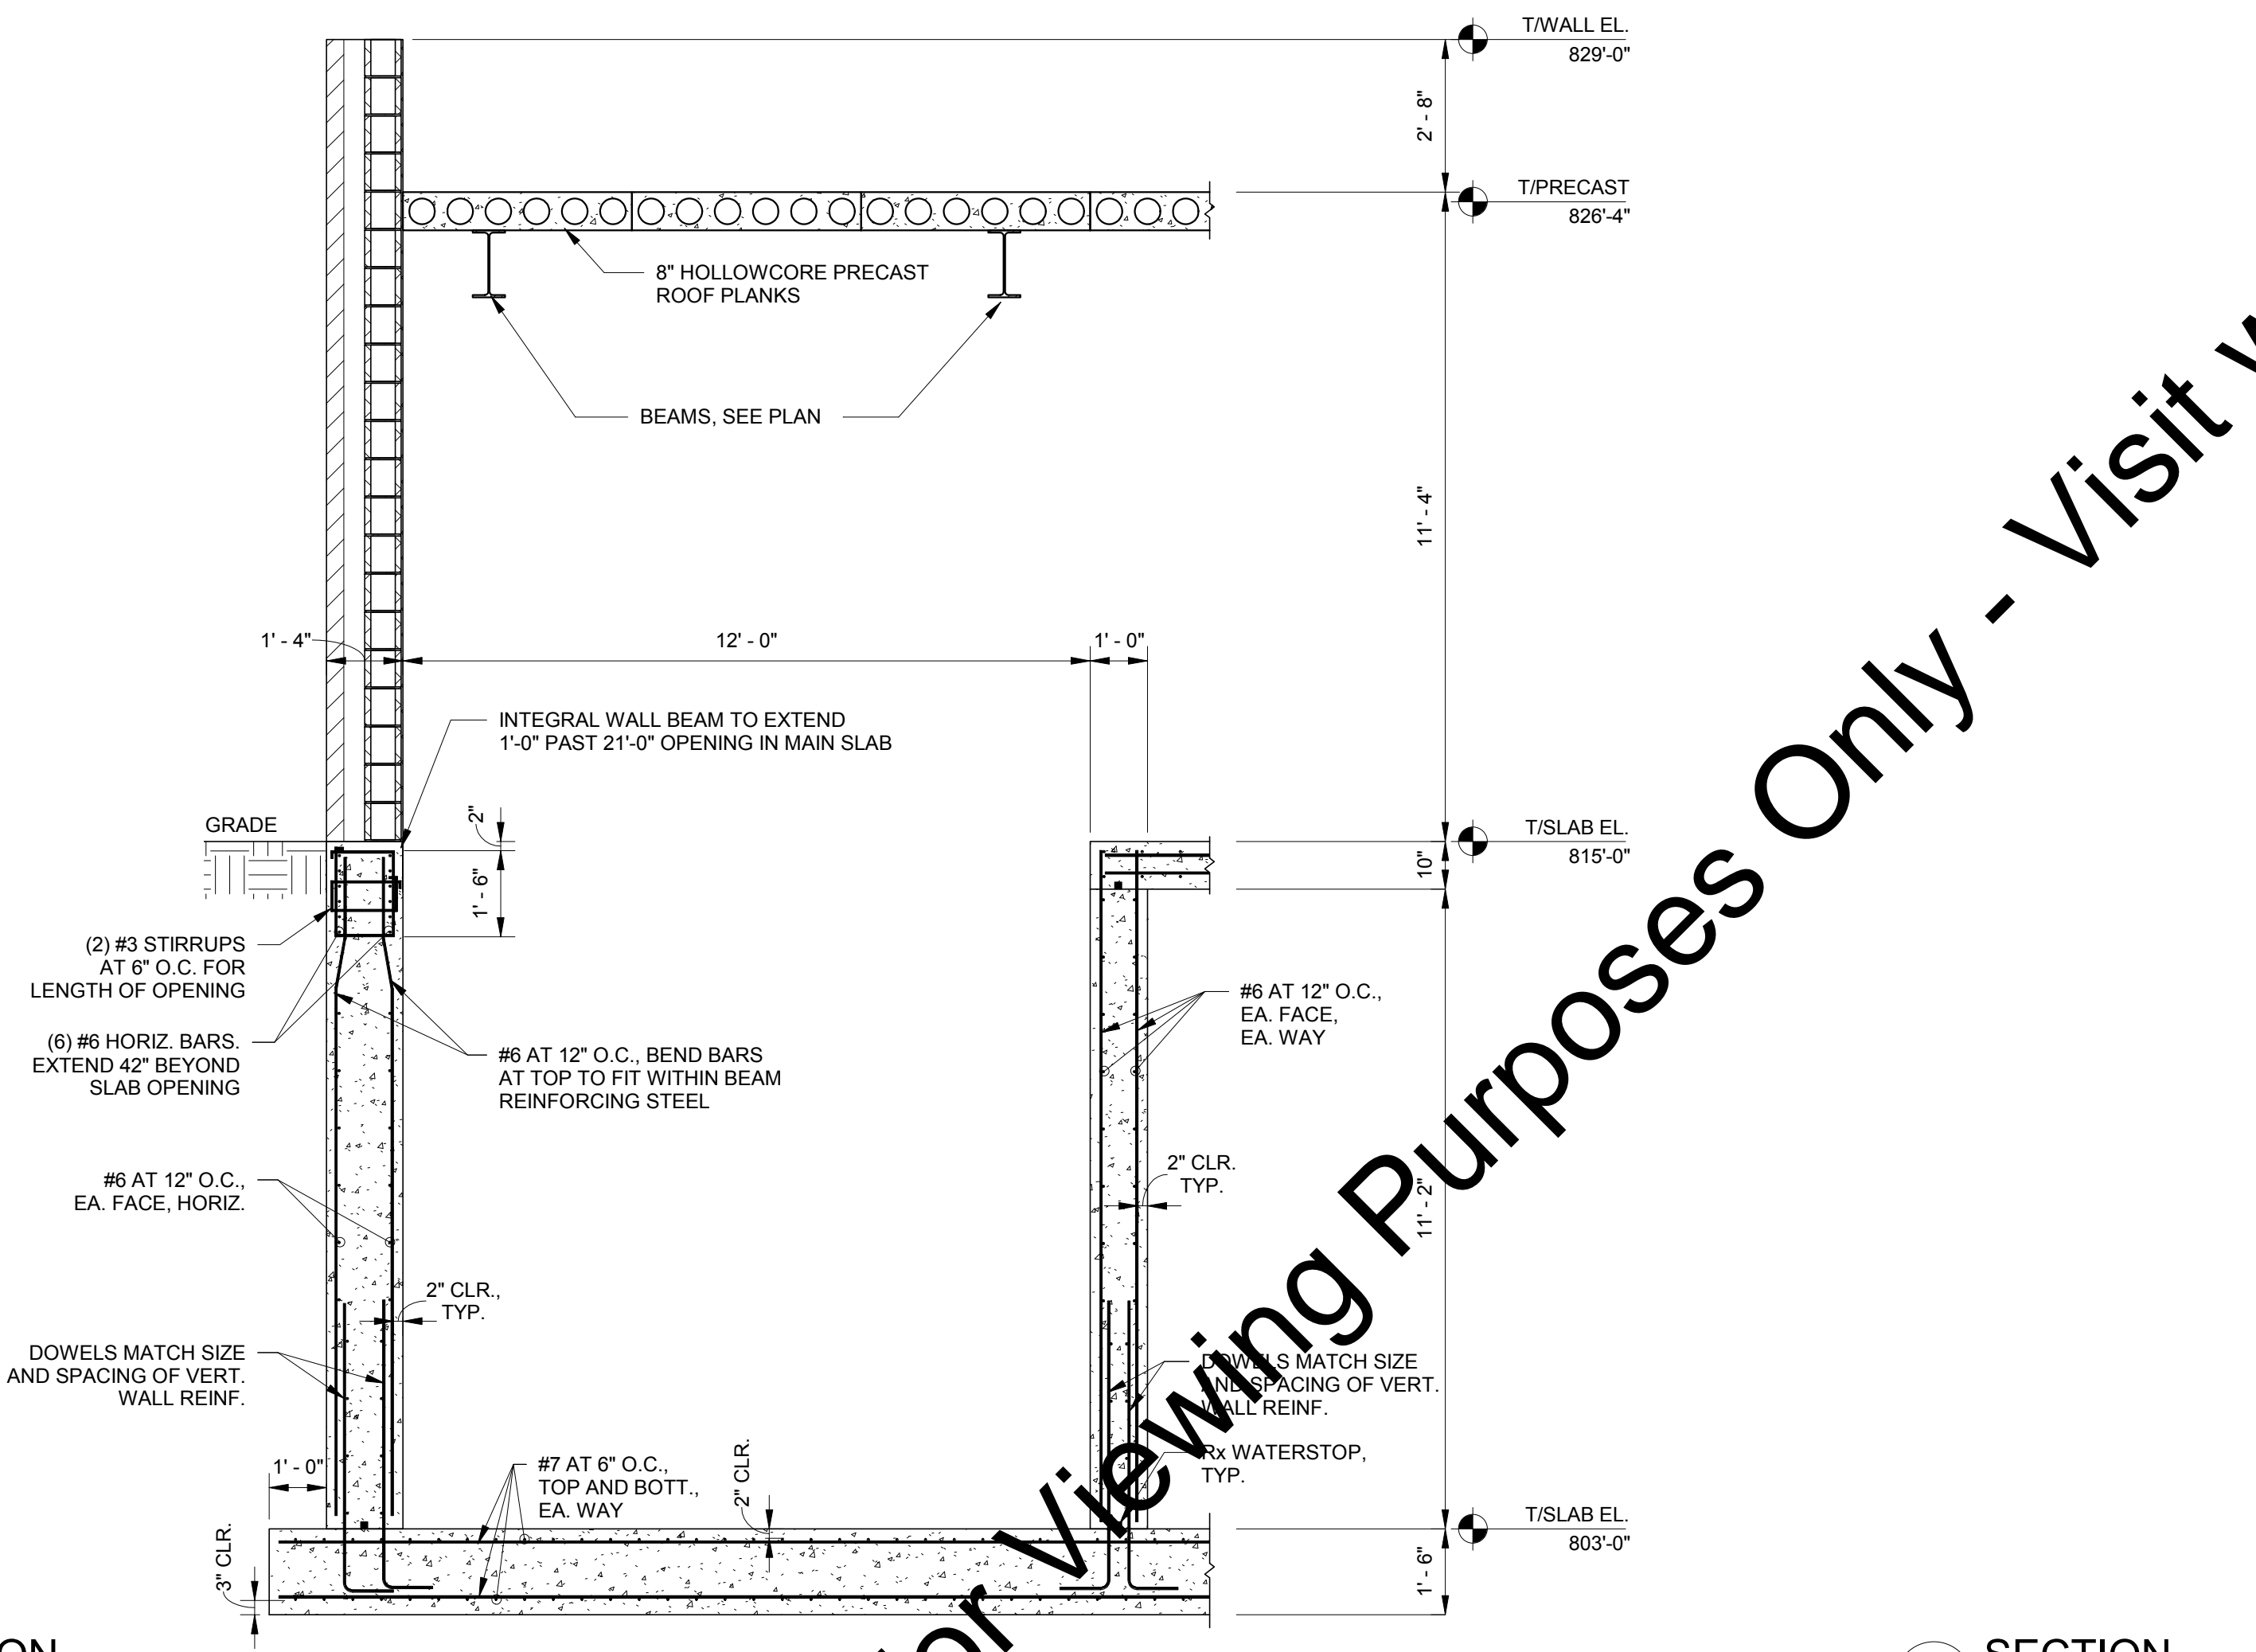 T/WALL EL.
829'-0"
2' - 8"
T/PRECAST
826'-4"
8" HOLLOWCORE PRECAST
ROOF PLANKS
BEAMS, SEE PLAN
11' - 4"
1' - 4"
12' - 0"
1' - 0"
INTEGRAL WALL BEAM TO EXTEND
1'-0" PAST 21'-0" OPENING IN MAIN SLAB
GRADE
2"
1' - 6"
T/SLAB EL.
815'-0"
10"
(2) #3 STIRRUPS
AT 6" O.C. FOR
LENGTH OF OPENING
(6) #6 HORIZ. BARS.
EXTEND 42" BEYOND
SLAB OPENING
#6 AT 12" O.C., BEND BARS
AT TOP TO FIT WITHIN BEAM
REINFORCING STEEL
#6 AT 12" O.C.,
EA. FACE,
EA. WAY
#6 AT 12" O.C.,
EA. FACE, HORIZ.
2" CLR.
TYP.
11' - 2"
2" CLR.,
TYP.
DOWELS MATCH SIZE
AND SPACING OF VERT.
WALL REINF.
DOWELS MATCH SIZE
AND SPACING OF VERT.
WALL REINF.
Rx WATERSTOP,
TYP.
1' - 0"
#7 AT 6" O.C.,
TOP AND BOTT.,
EA. WAY
2" CLR.
3" CLR.
T/SLAB EL.
803'-0"
1' - 6"
Viewing Purposes Only - Visit
SECTION